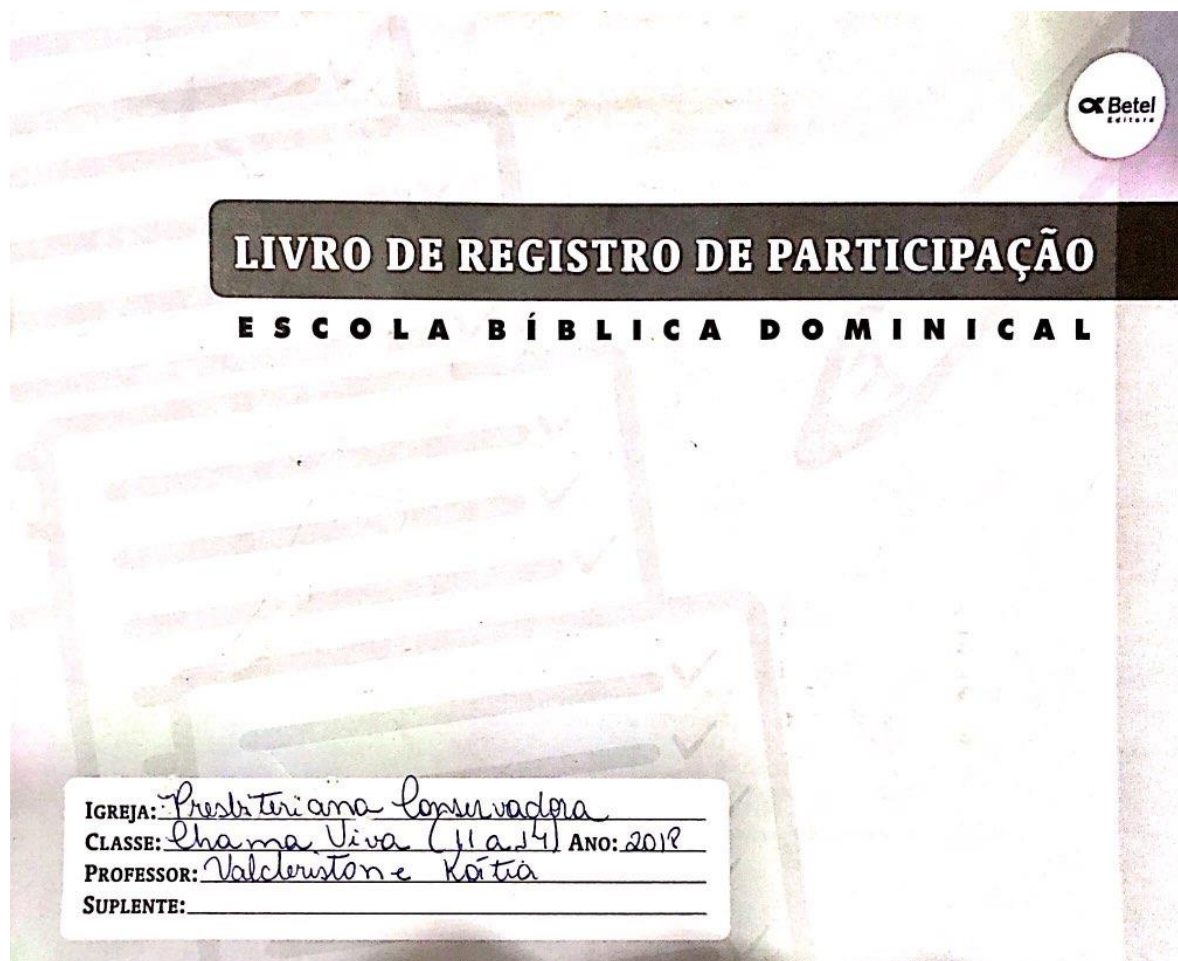 Betel
Editora
LIVRO DE REGISTRO DE PARTICIPAÇÃO
ESCOLA BÍBLICA DOMINICAL
IGREJA: Presbiteriana Conservadora
CLASSE: Chama Viva (11 a 14) ANO: 2018
PROFESSOR: e Kátia
SUPLENTE: